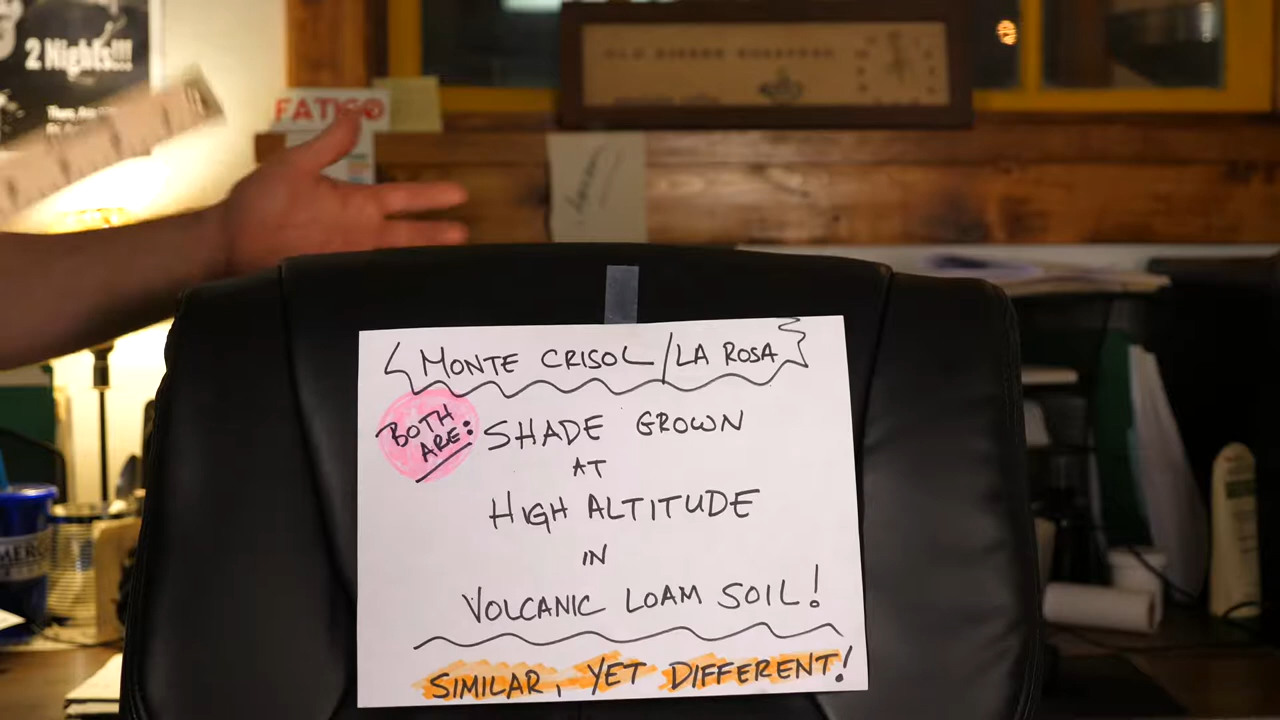 2 Nights!!!
FATIGO
MONTE CRISOL/LA ROSA
BOTH
ARE:
SHADE GROWN
AT
HIGH ALTITUDE
IN
VOLCANIC LOAM SOIL!
SIMILAR, YET DIFFERENT!